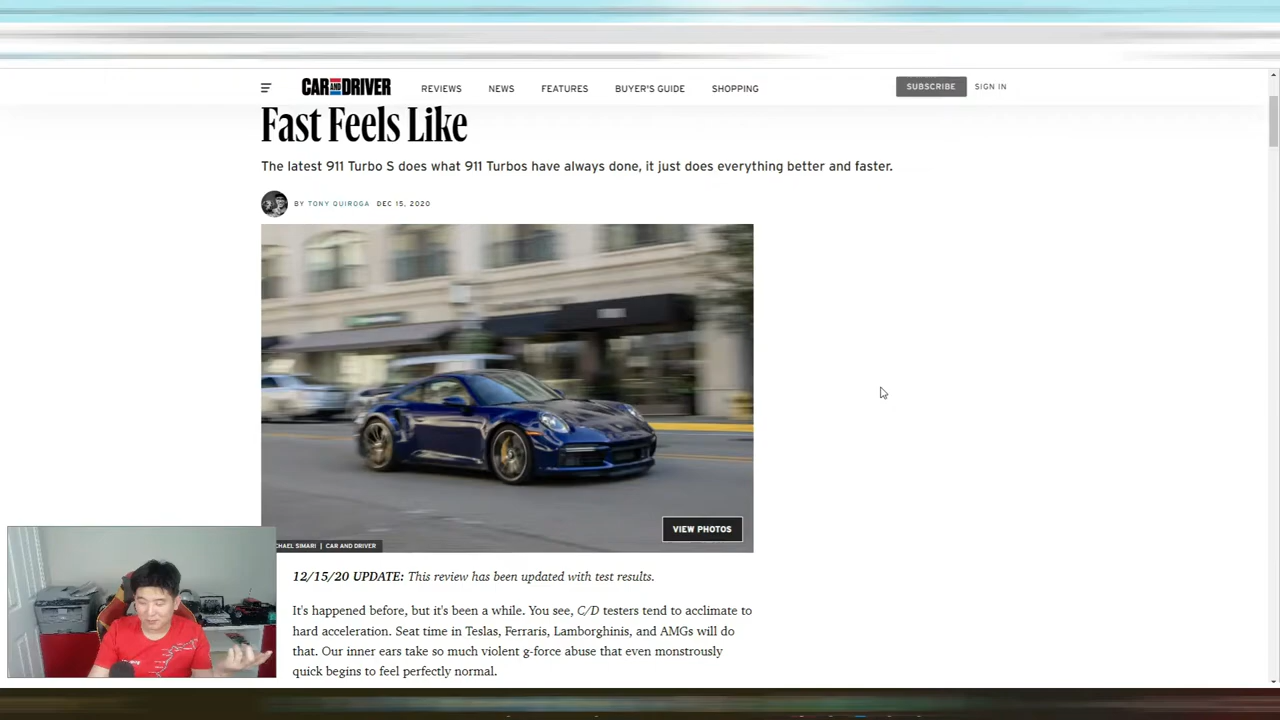 CAR AND DRIVER
REVIEWS
NEWS
FEATURES
BUYER'S GUIDE
SHOPPING
SUBSCRIBE
SIGN IN
Fast Feels Like
The latest 911 Turbo S does what 911 Turbos have always done, it just does everything better and faster.
BY TONY QUIROGA DEC 15, 2020
VIEW PHOTOS
SIMARI | CAR AND DRIVER
12/15/20 UPDATE: This review has been updated with test results.
It's happened before, but it's been a while. You see, C/D testers tend to acclimate to
hard acceleration. Seat time in Teslas, Ferraris, Lamborghinis, and AMGs will do
that. Our inner ears take so much violent g-force abuse that even monstrously
quick begins to feel perfectly normal.